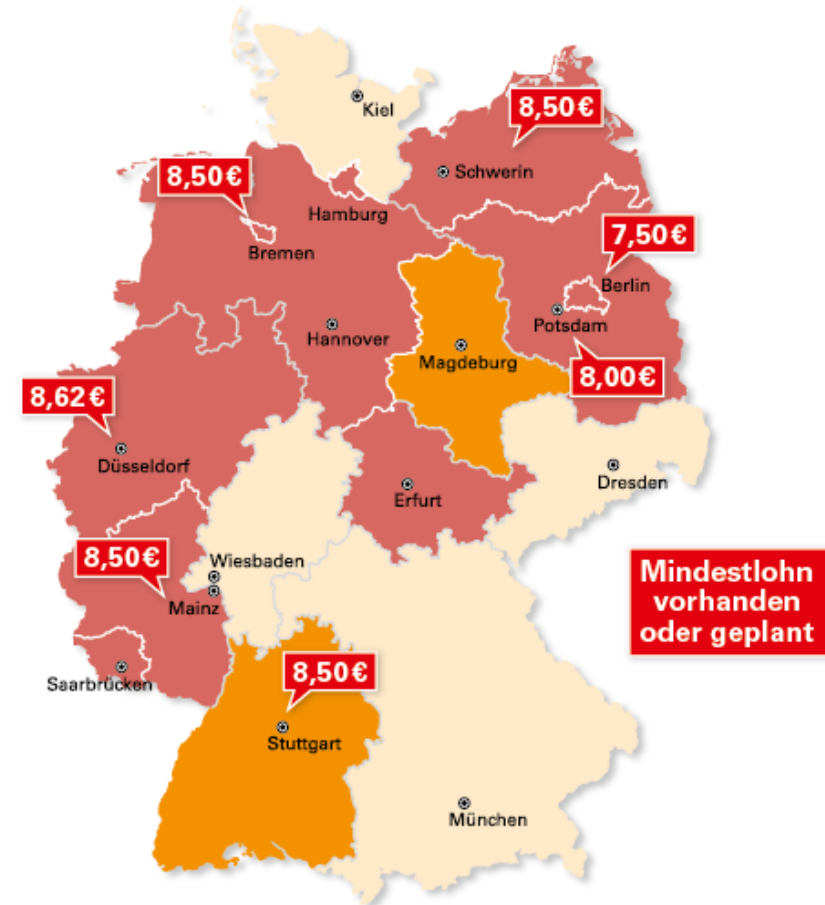 Kiel
8,50€
Schwerin
8,50€
Hamburg
Bremen
7,50€
Berlin
Potsdam
Hannover
Magdeburg
8,00€
8,62€
Düsseldorf
Dresden
Erfurt
8,50€
Wiesbaden
Mainz
Mindestlohn
vorhanden
oder geplant
Saarbrücken
8,50€
Stuttgart
München